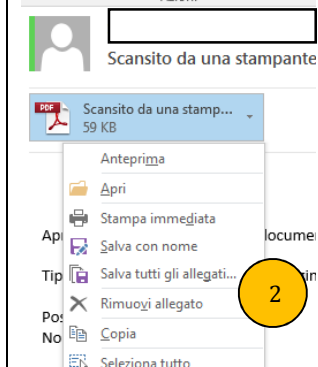 Scansito da una stampante
PDF
Scansito da una stamp...
59 KB
Anteprima
Apri
Stampa immediata
Salva con nome
Salva tutti gli allegati...
Rimuovi allegato
2
Copia
Seleziona tutto